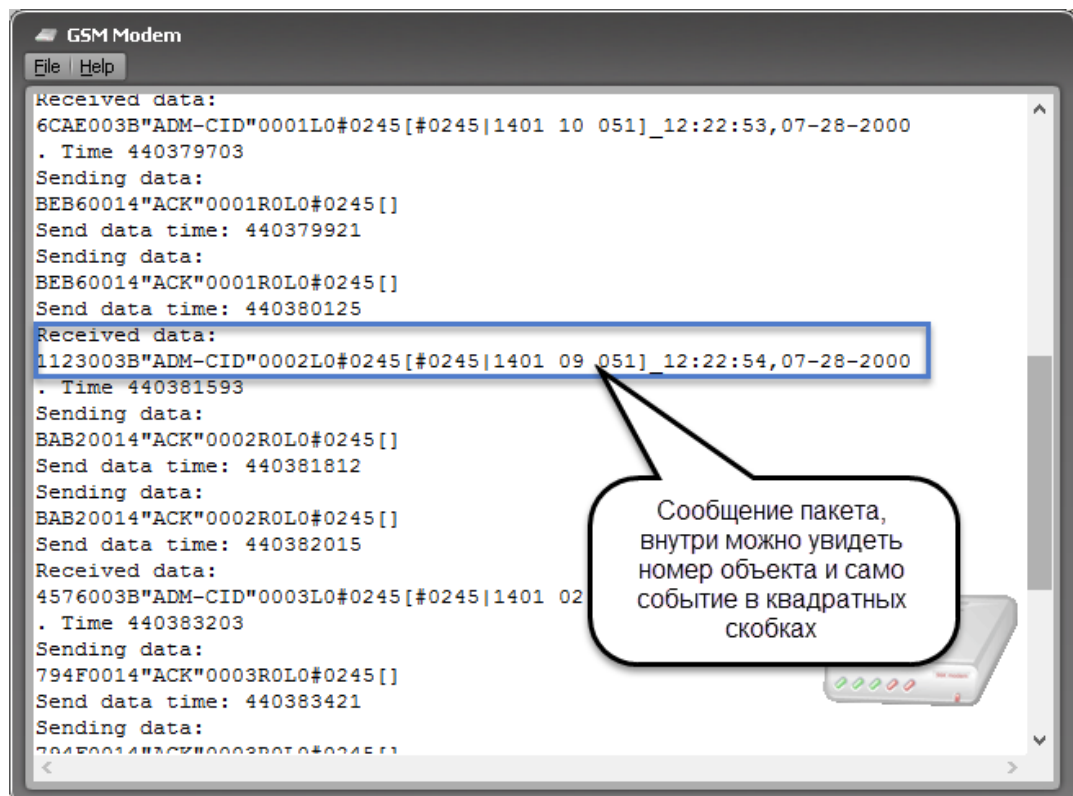 GSM Modem
File Help
Received data:
6CAE003B"ADM-CID"0001L0#0245[#0245|1401 10 051]_12:22:53,07-28-2000
. Time 440379703
Sending data:
BEB60014"ACK"0001R0L0#0245[]
Send data time: 440379921
Sending data:
BEB60014"ACK"0001R0L0#0245[]
Send data time: 440380125
Received data:
1123003B"ADM-CID"0002L0#0245[#0245|1401 09 051]_12:22:54,07-28-2000
. Time 440381593
Sending data:
BAB20014"ACK"0002R0L0#0245[]
Send data time: 440381812
Sending data:
BAB20014"ACK"0002R0L0#0245[]
Send data time: 440382015
Received data:
4576003B"ADM-CID"0003L0#0245[#0245|1401 02
. Time 440383203
Sending data:
794F0014"ACK"0003R0L0#0245[]
Send data time: 440383421
Sending data:
794F0014"ACK"0003R0L0#0245[]
Сообщение пакета,
внутри можно увидеть
номер объекта и само
событие в квадратных
скобках